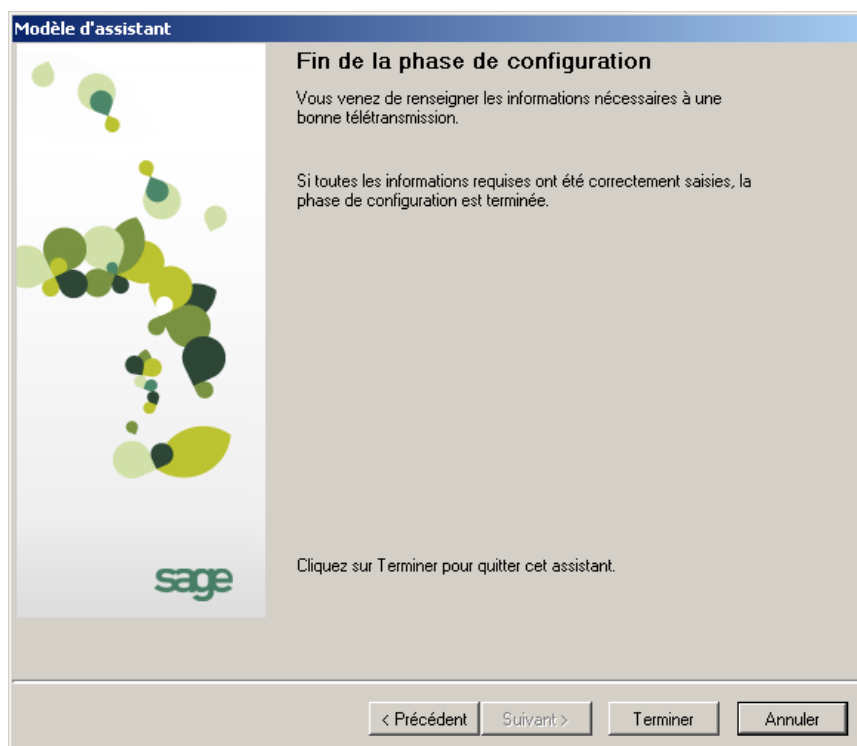 Modèle d'assistant
Fin de la phase de configuration
Vous venez de renseigner les informations nécessaires à une
bonne télétransmission.
Si toutes les informations requises ont été correctement saisies, la
phase de configuration est terminée.
sage
Cliquez sur Terminer pour quitter cet assistant.
< Précédent
Suivant >
Terminer
Annuler